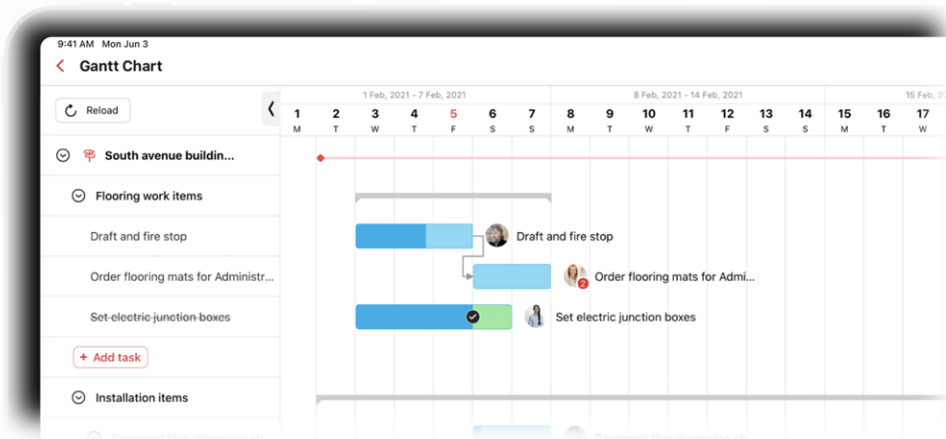 9:41 AM Mon Jun 3
Gantt Chart
Reload
1 Feb, 2021 - 7 Feb, 2021 8 Feb, 2021 - 14 Feb, 2021 15 Feb,
1 2 3 4 5 6 7 8 9 10 11 12 13 14 15 16 17
M T W T F S S M T W T F S S M T W
South avenue buildin...
Flooring work items
Draft and fire stop Draft and fire stop
Order flooring mats for Administr... 2 Order flooring mats for Admi...
Set electric junction boxes Set electric junction boxes
+ Add task
Installation items